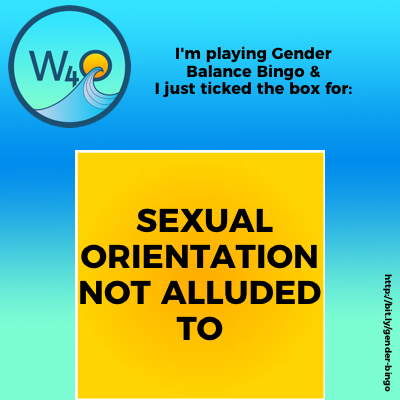 W4O
I'm playing Gender
Balance Bingo &
I just ticked the box for:
SEXUAL
ORIENTATION
NOT ALLUDED
TO
http://bit.ly/gender-bingo